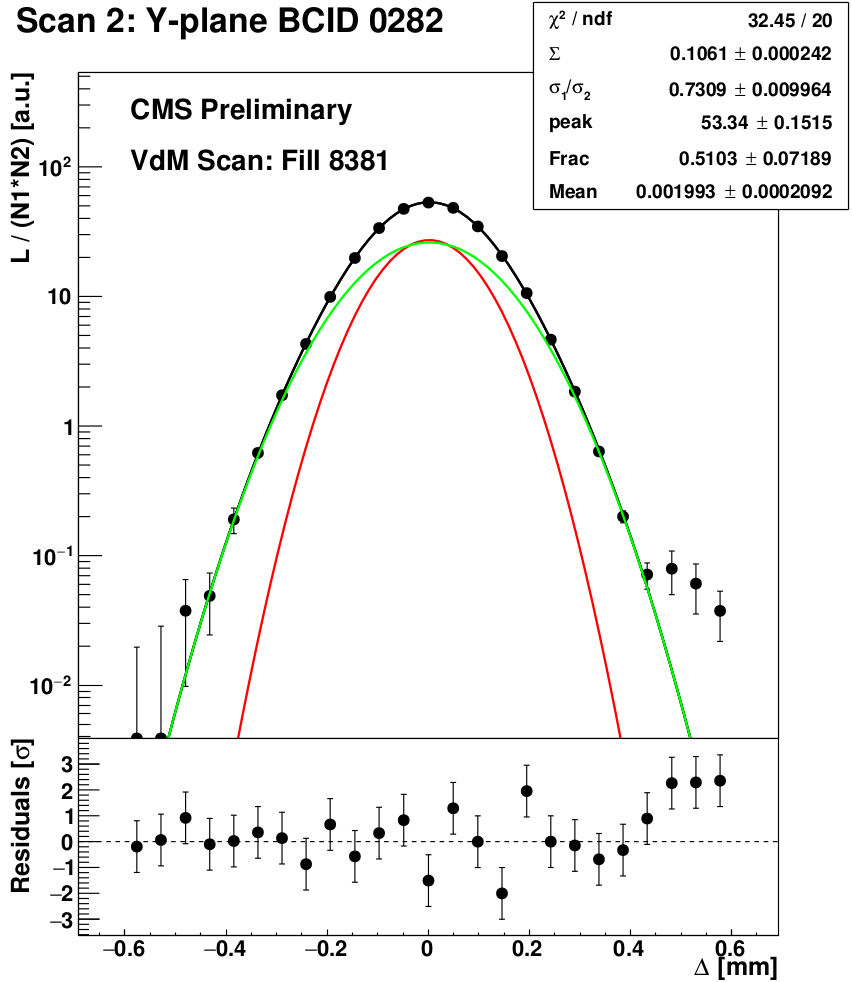 Scan 2: Y-plane BCID 0282
χ² / ndf 32.45 / 20
Σ 0.1061 ± 0.000242
σ₁/σ₂ 0.7309 ± 0.009964
peak 53.34 ± 0.1515
Frac 0.5103 ± 0.07189
Mean 0.001993 ± 0.0002092
CMS Preliminary
VdM Scan: Fill 8381
L / (N1*N2) [a.u.]
10²
10
1
10⁻¹
10⁻²
Residuals [σ]
3
2
1
0
−1
−2
−3
−0.6 −0.4 −0.2 0 0.2 0.4 0.6
Δ [mm]